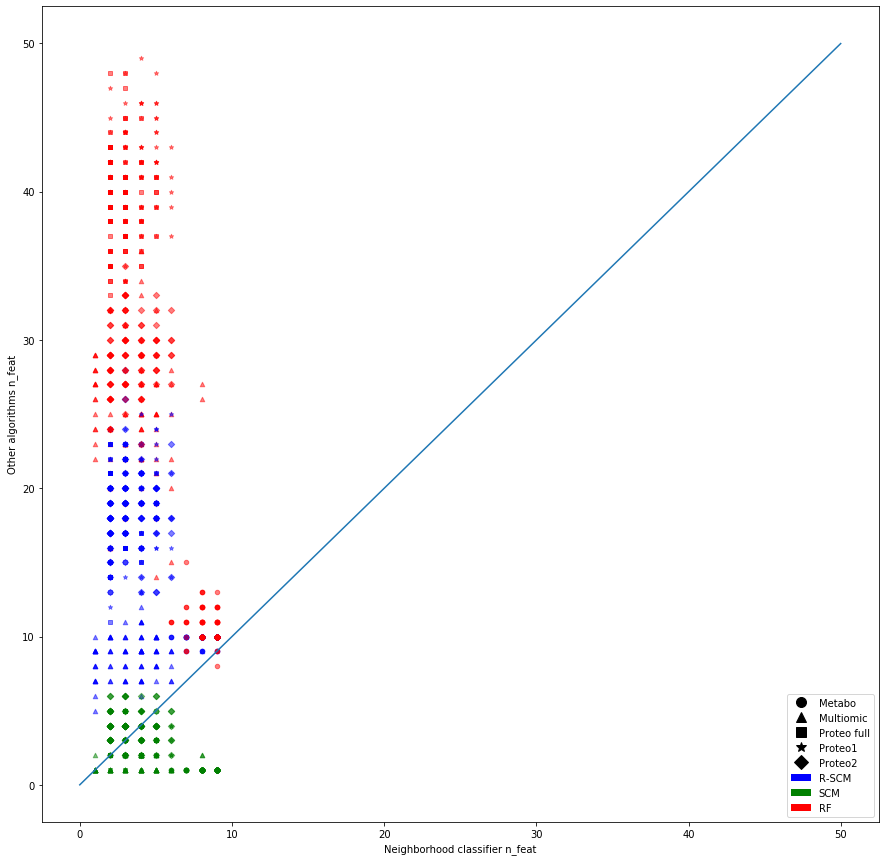 50
40
30
20
10
0
Other algorithms n_feat
0 10 20 30 40 50
Neighborhood classifier n_feat
Metabo
Multiomic
Proteo full
Proteo1
Proteo2
R-SCM
SCM
RF